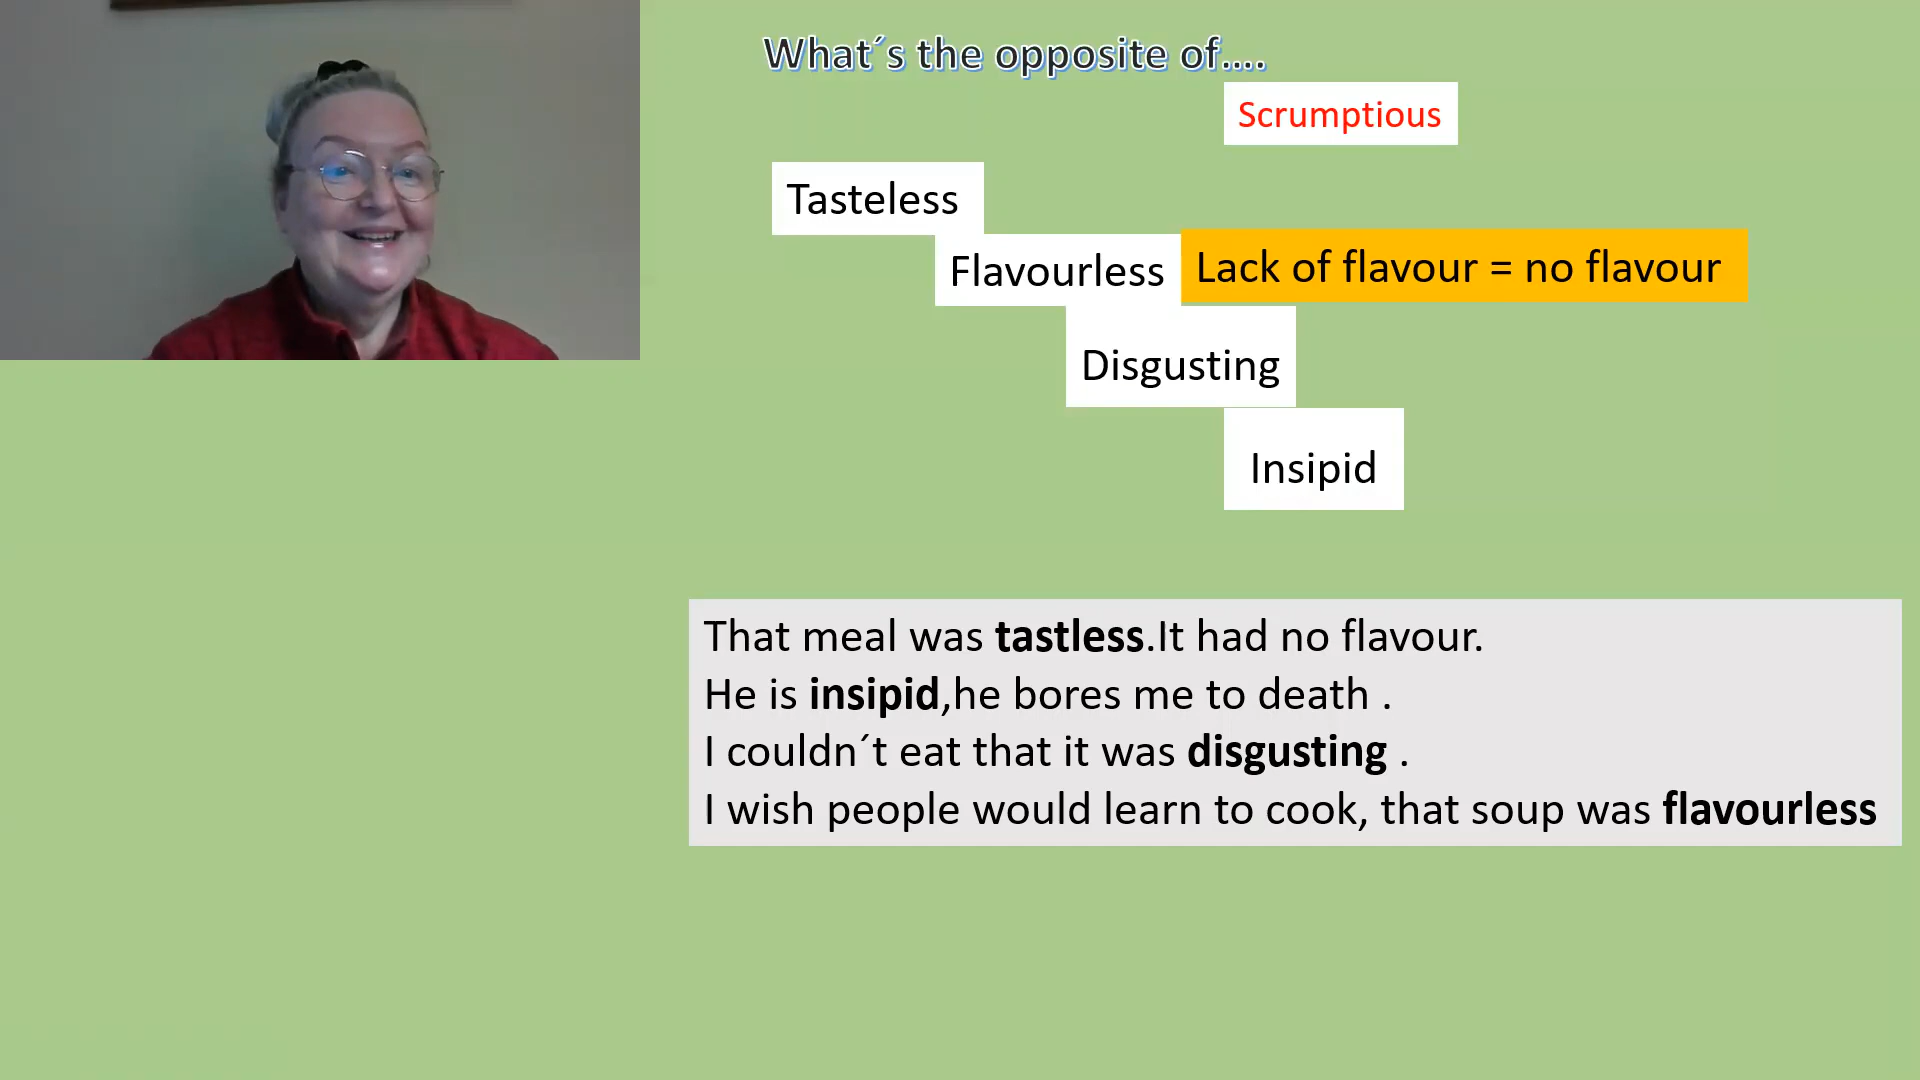 What´s the opposite of....
Scrumptious
Tasteless
Flavourless
Lack of flavour = no flavour
Disgusting
Insipid
That meal was tastless.It had no flavour.
He is insipid,he bores me to death .
I couldn´t eat that it was disgusting .
I wish people would learn to cook, that soup was flavourless